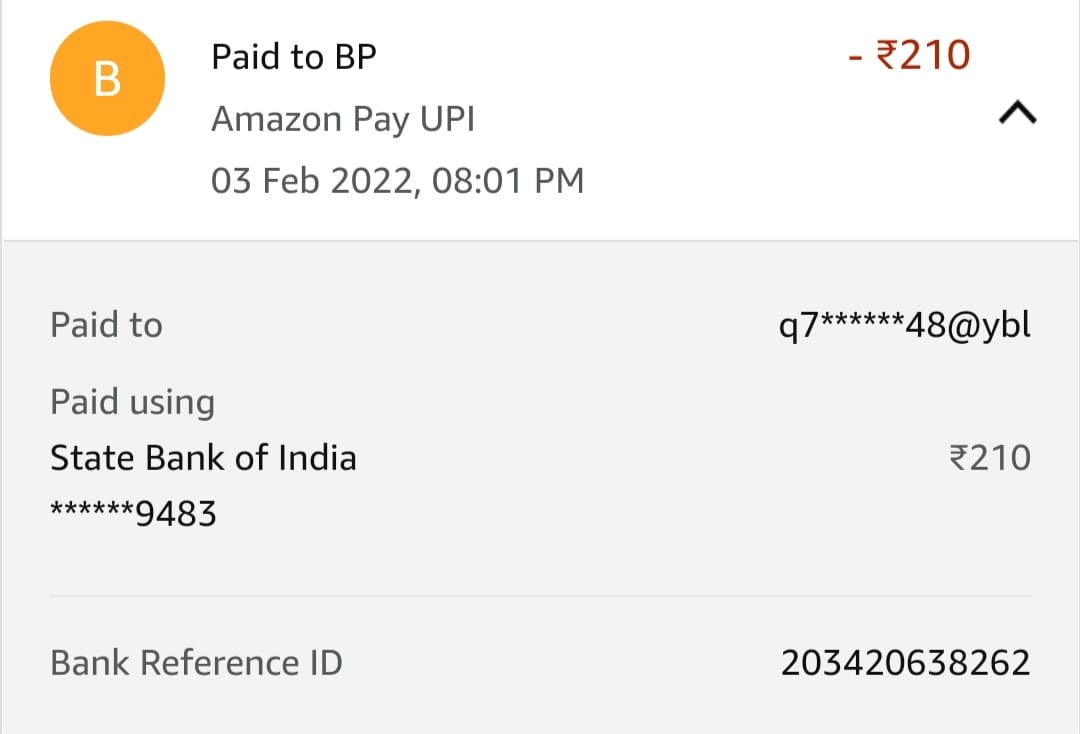 B
Paid to BP
- ₹210
Amazon Pay UPI
03 Feb 2022, 08:01 PM
Paid to
q7******48@ybl
Paid using
State Bank of India
₹210
******9483
Bank Reference ID
203420638262